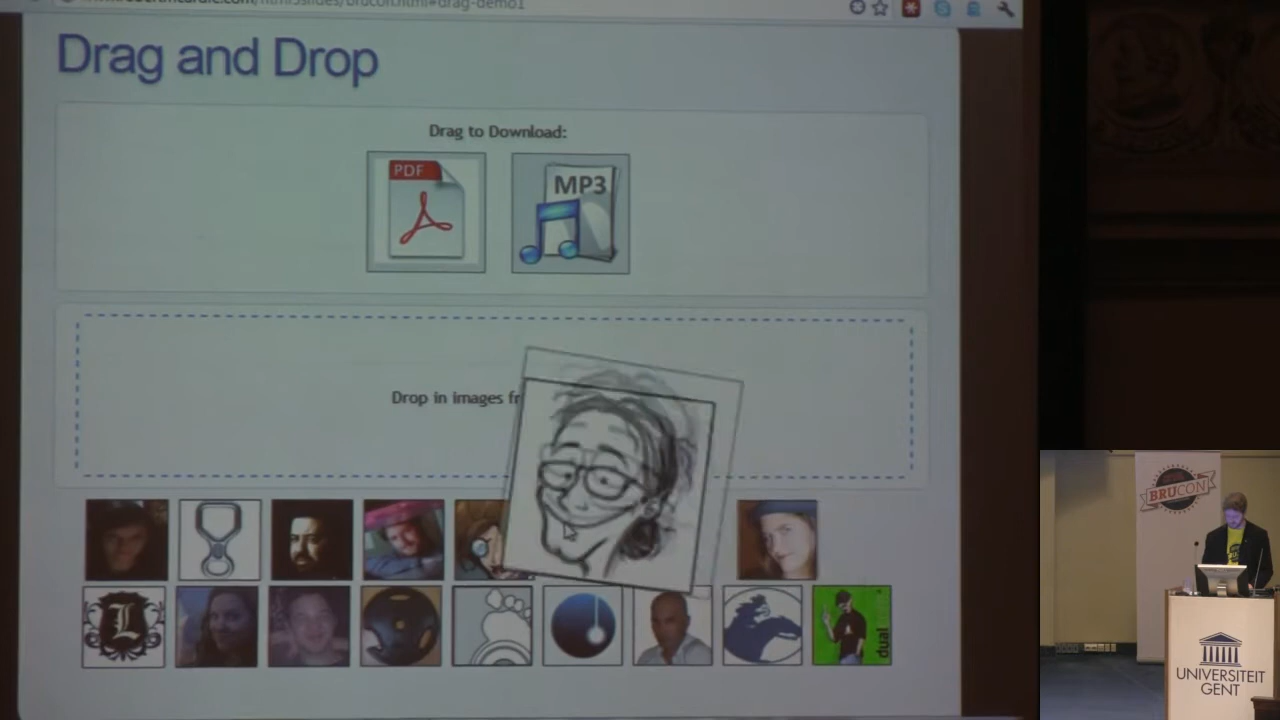 Drag and Drop
Drag to Download:
PDF
MP3
Drop in images fr
L
dual
BRUCON
UNIVERSITEIT
GENT